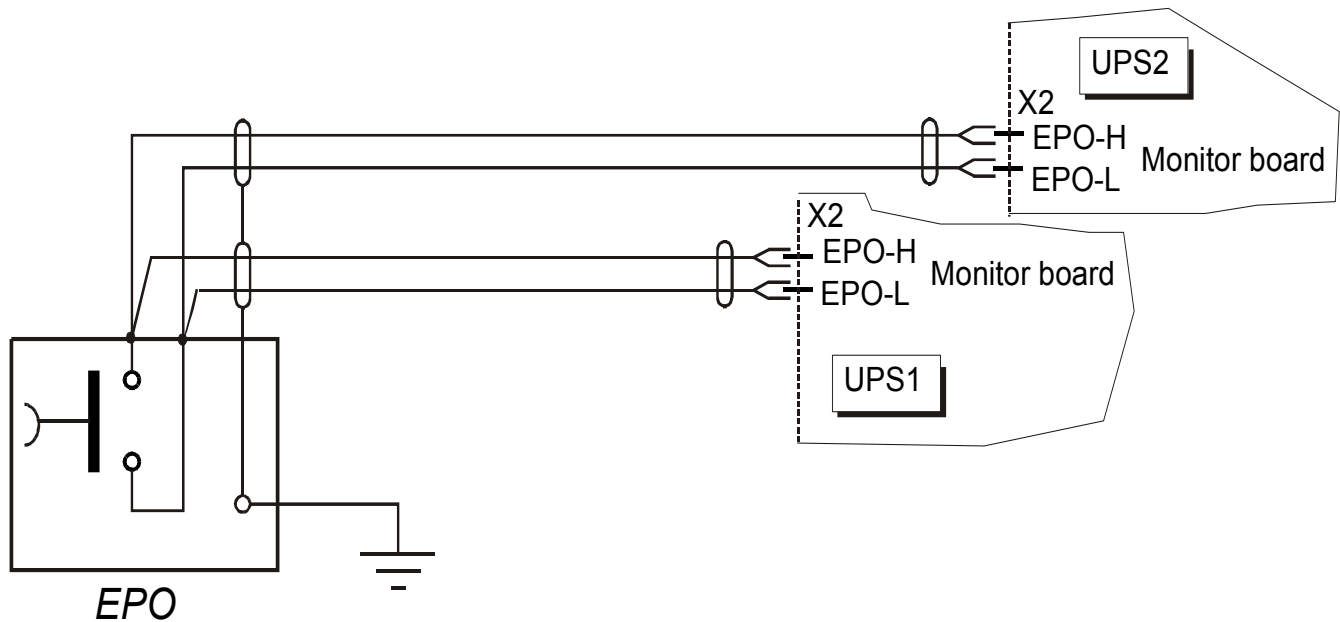 UPS2
X2
EPO-H
Monitor board
EPO-L
X2
EPO-H
Monitor board
EPO-L
UPS1
EPO